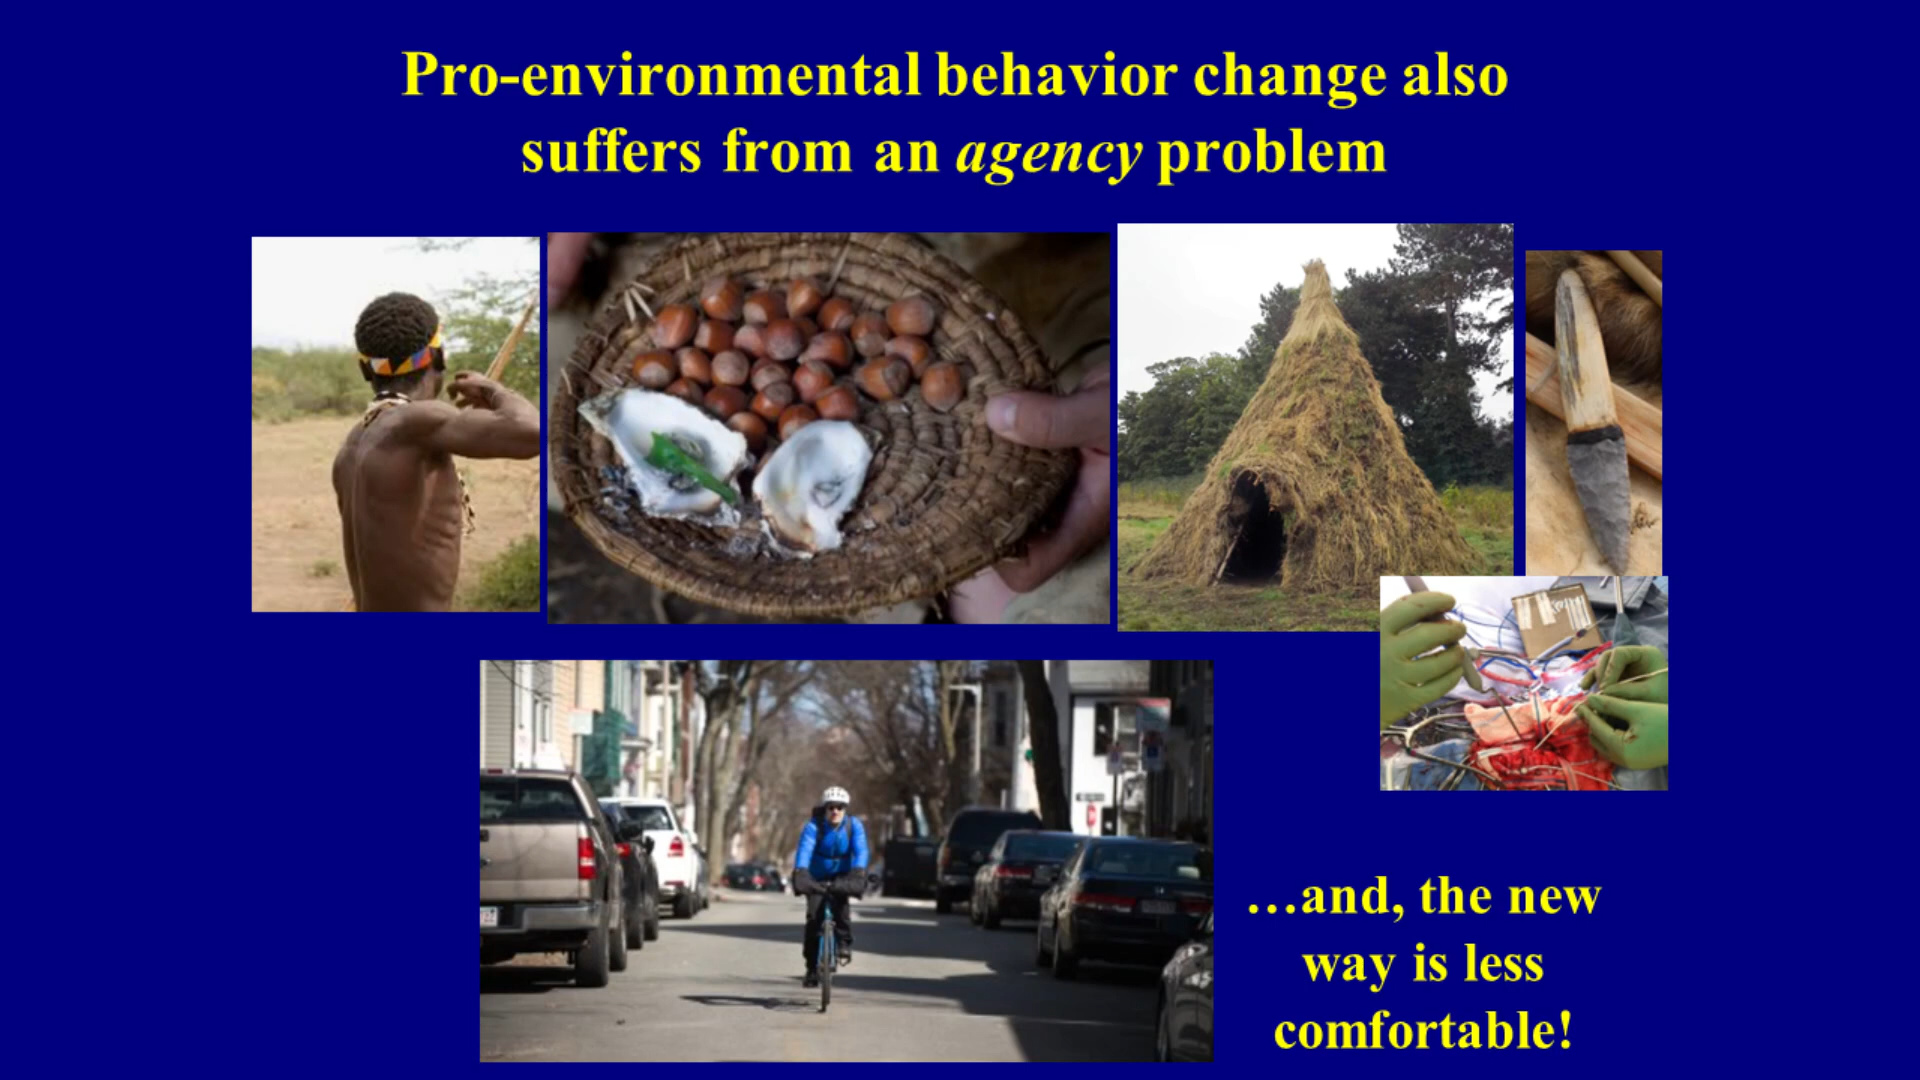 Pro-environmental behavior change also
suffers from an agency problem
…and, the new
way is less
comfortable!